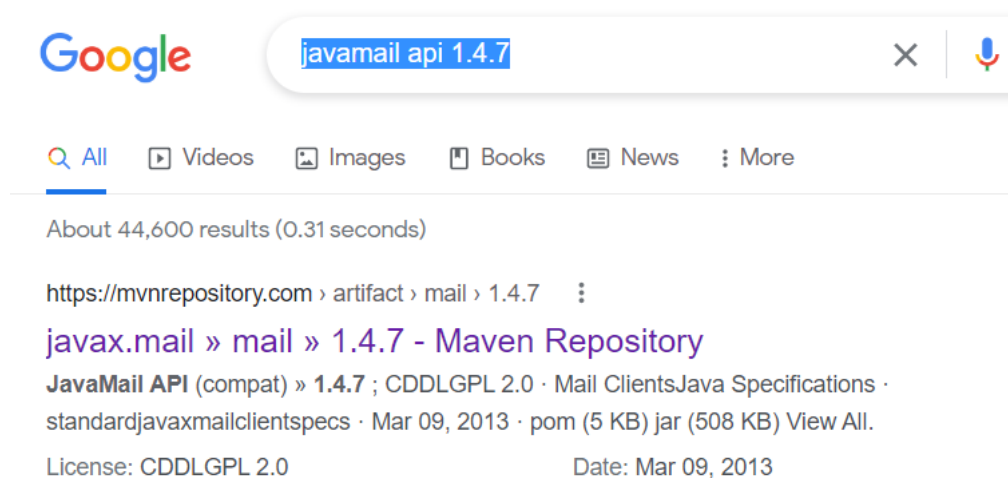 Google javamail api 1.4.7
All Videos Images Books News More
About 44,600 results (0.31 seconds)
https://mvnrepository.com › artifact › mail › 1.4.7
javax.mail » mail » 1.4.7 - Maven Repository
JavaMail API (compat) » 1.4.7 ; CDDLGPL 2.0 · Mail ClientsJava Specifications ·
standardjavaxmailclientspecs · Mar 09, 2013 · pom (5 KB) jar (508 KB) View All.
License: CDDLGPL 2.0 Date: Mar 09, 2013